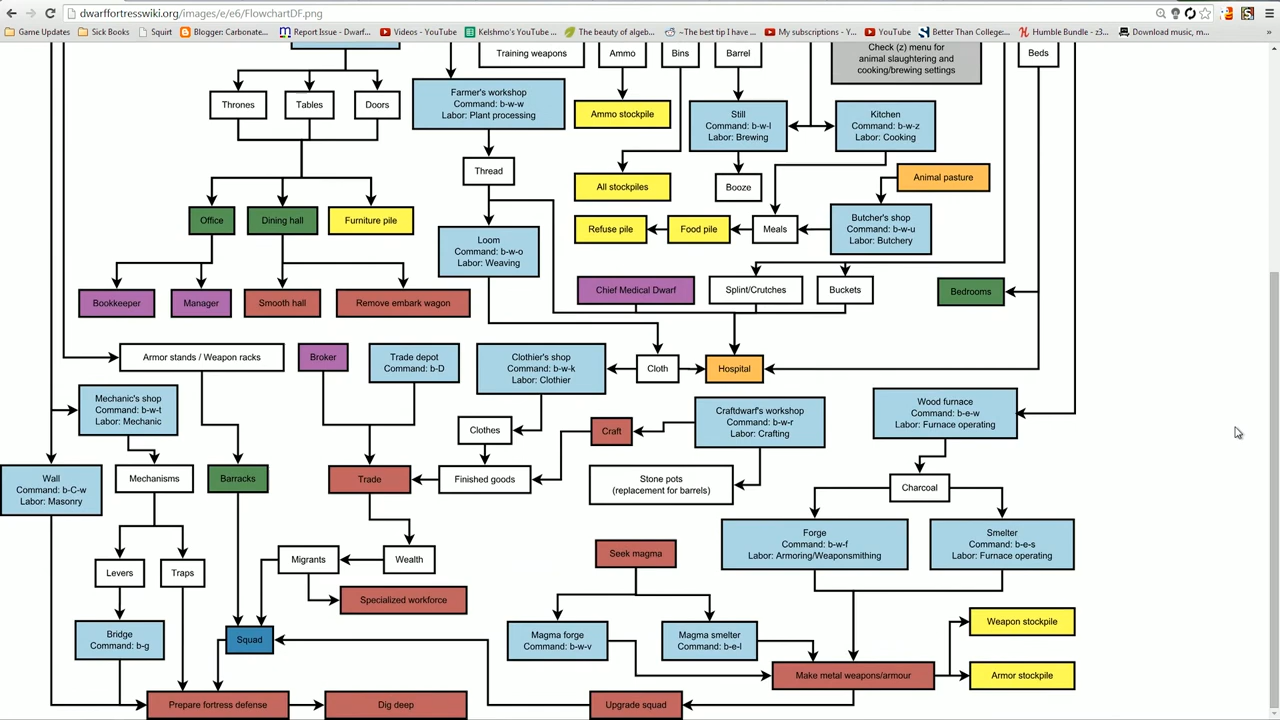 dwarffortresswiki.org/images/e/e6/FlowchartDF.png
Game Updates
Sick Books
Squirt
Blogger: Carbonate...
Report Issue - Dwarf...
Videos - YouTube
Kelshmo's YouTube ...
The beauty of algeb...
~The best tip I have ...
My subscriptions - Y...
YouTube
Better Than College:...
Humble Bundle - z3...
Download music, m...
»
Training weapons
Ammo
Bins
Barrel
Check (z) menu for
animal slaughtering and
cooking/brewing settings
Beds
Thrones
Tables
Doors
Farmer's workshop
Command: b-w-w
Labor: Plant processing
Ammo stockpile
Still
Command: b-w-l
Labor: Brewing
Kitchen
Command: b-w-z
Labor: Cooking
Thread
All stockpiles
Booze
Animal pasture
Office
Dining hall
Furniture pile
Loom
Command: b-w-o
Labor: Weaving
Refuse pile
Food pile
Meals
Butcher's shop
Command: b-w-u
Labor: Butchery
Bookkeeper
Manager
Smooth hall
Remove embark wagon
Chief Medical Dwarf
Splint/Crutches
Buckets
Bedrooms
Armor stands / Weapon racks
Broker
Trade depot
Command: b-D
Clothier's shop
Command: b-w-k
Labor: Clothier
Cloth
Hospital
Mechanic's shop
Command: b-w-t
Labor: Mechanic
Clothes
Craft
Craftdwarf's workshop
Command: b-w-r
Labor: Crafting
Wood furnace
Command: b-e-w
Labor: Furnace operating
Wall
Command: b-C-w
Labor: Masonry
Mechanisms
Barracks
Trade
Finished goods
Stone pots
(replacement for barrels)
Charcoal
Levers
Traps
Migrants
Wealth
Seek magma
Forge
Command: b-w-f
Labor: Armoring/Weaponsmithing
Smelter
Command: b-e-s
Labor: Furnace operating
Specialized workforce
Bridge
Command: b-g
Squad
Magma forge
Command: b-w-v
Magma smelter
Command: b-e-l
Weapon stockpile
Make metal weapons/armour
Armor stockpile
Prepare fortress defense
Dig deep
Upgrade squad